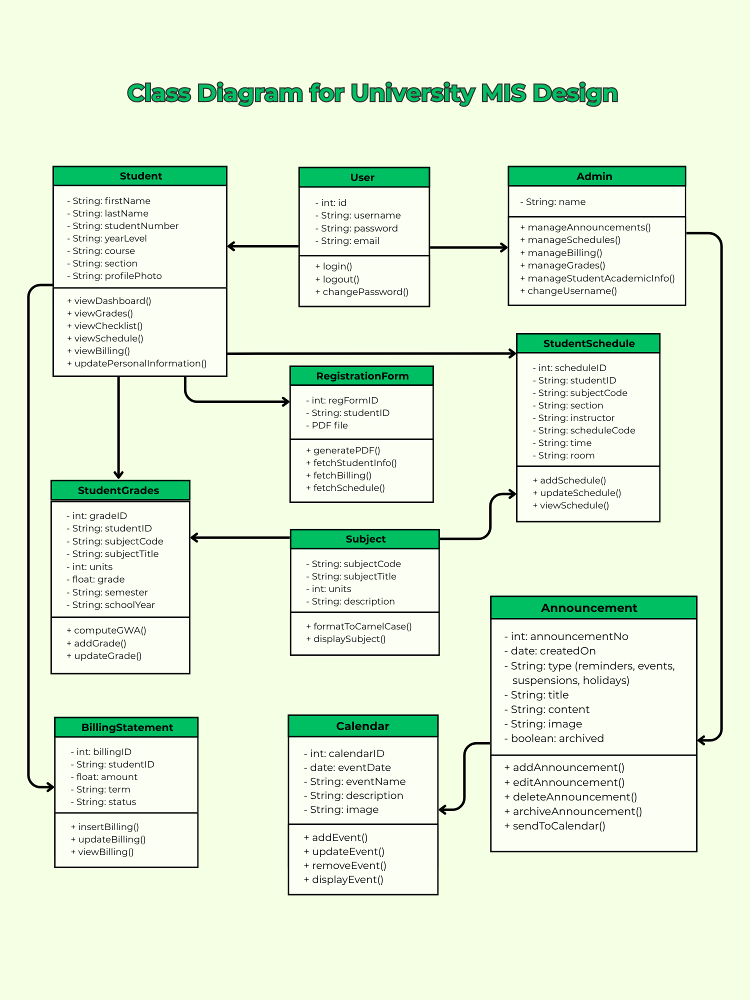 Class Diagram for University MIS Design
Student
- String: firstName
- String: lastName
- String: studentNumber
- String: yearLevel
- String: course
- String: section
- String: profilePhoto
+ viewDashboard()
+ viewGrades()
+ viewChecklist()
+ viewSchedule()
+ viewBilling()
+ updatePersonalInformation()
User
- int: id
- String: username
- String: password
- String: email
+ login()
+ logout()
+ changePassword()
Admin
- String: name
+ manageAnnouncements()
+ manageSchedules()
+ manageBilling()
+ manageGrades()
+ manageStudentAcademicInfo()
+ changeUsername()
StudentSchedule
- int: scheduleID
- String: studentID
- String: subjectCode
- String: section
- String: instructor
- String: scheduleCode
- String: time
- String: room
+ addSchedule()
+ updateSchedule()
+ viewSchedule()
RegistrationForm
- int: regFormID
- String: studentID
- PDF file
+ generatePDF()
+ fetchStudentInfo()
+ fetchBilling()
+ fetchSchedule()
StudentGrades
- int: gradeID
- String: studentID
- String: subjectCode
- String: subjectTitle
- int: units
- float: grade
- String: semester
- String: schoolYear
+ computeGWA()
+ addGrade()
+ updateGrade()
Subject
- String: subjectCode
- String: subjectTitle
- int: units
- String: description
+ formatToCamelCase()
+ displaySubject()
Announcement
- int: announcementNo
- date: createdOn
- String: type (reminders, events,
suspensions, holidays)
- String: title
- String: content
- String: image
- boolean: archived
+ addAnnouncement()
+ editAnnouncement()
+ deleteAnnouncement()
+ archiveAnnouncement()
+ sendToCalendar()
BillingStatement
- int: billingID
- String: studentID
- float: amount
- String: term
- String: status
+ insertBilling()
+ updateBilling()
+ viewBilling()
Calendar
- int: calendarID
- date: eventDate
- String: eventName
- String: description
- String: image
+ addEvent()
+ updateEvent()
+ removeEvent()
+ displayEvent()